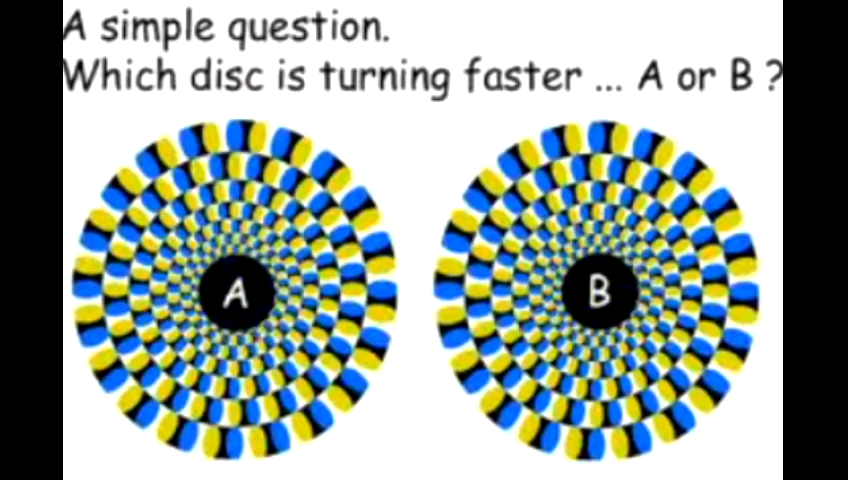 A simple question.
Which disc is turning faster ... A or B ?
A
B